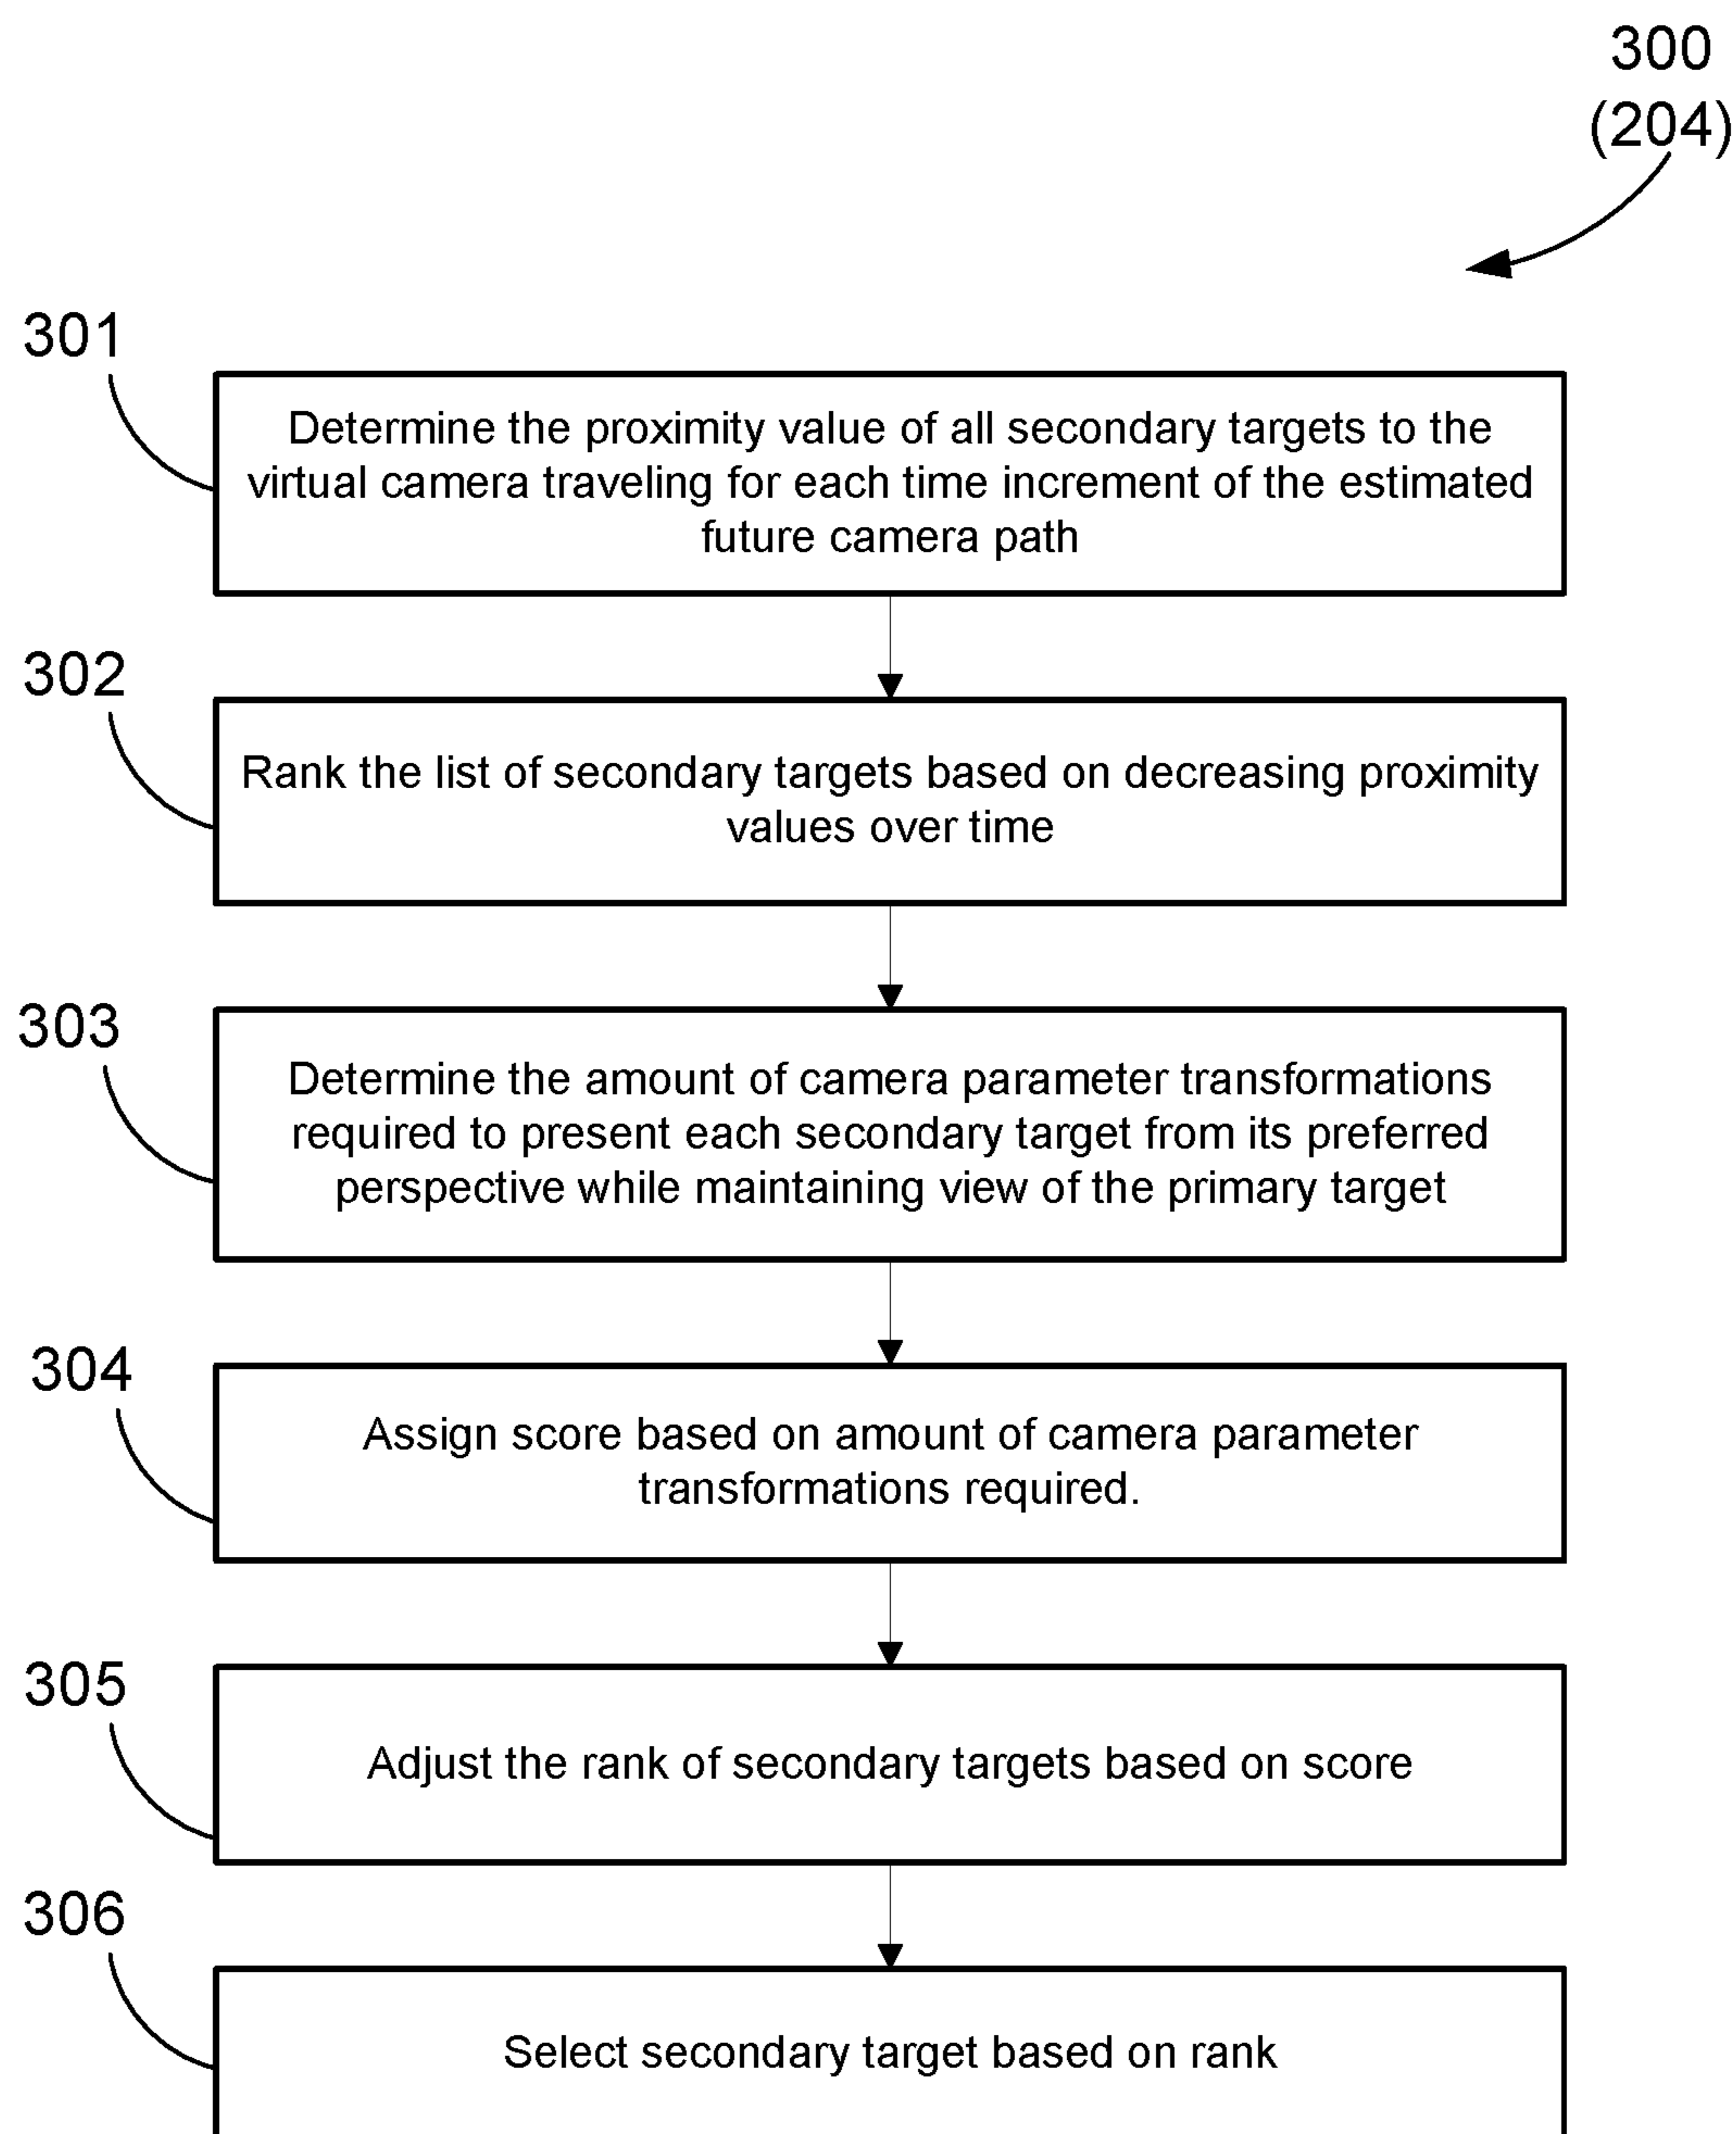 300
(204)
301
Determine the proximity value of all secondary targets to the
virtual camera traveling for each time increment of the estimated
future camera path
302
Rank the list of secondary targets based on decreasing proximity
values over time
303
Determine the amount of camera parameter transformations
required to present each secondary target from its preferred
perspective while maintaining view of the primary target
304
Assign score based on amount of camera parameter
transformations required.
305
Adjust the rank of secondary targets based on score
306
Select secondary target based on rank